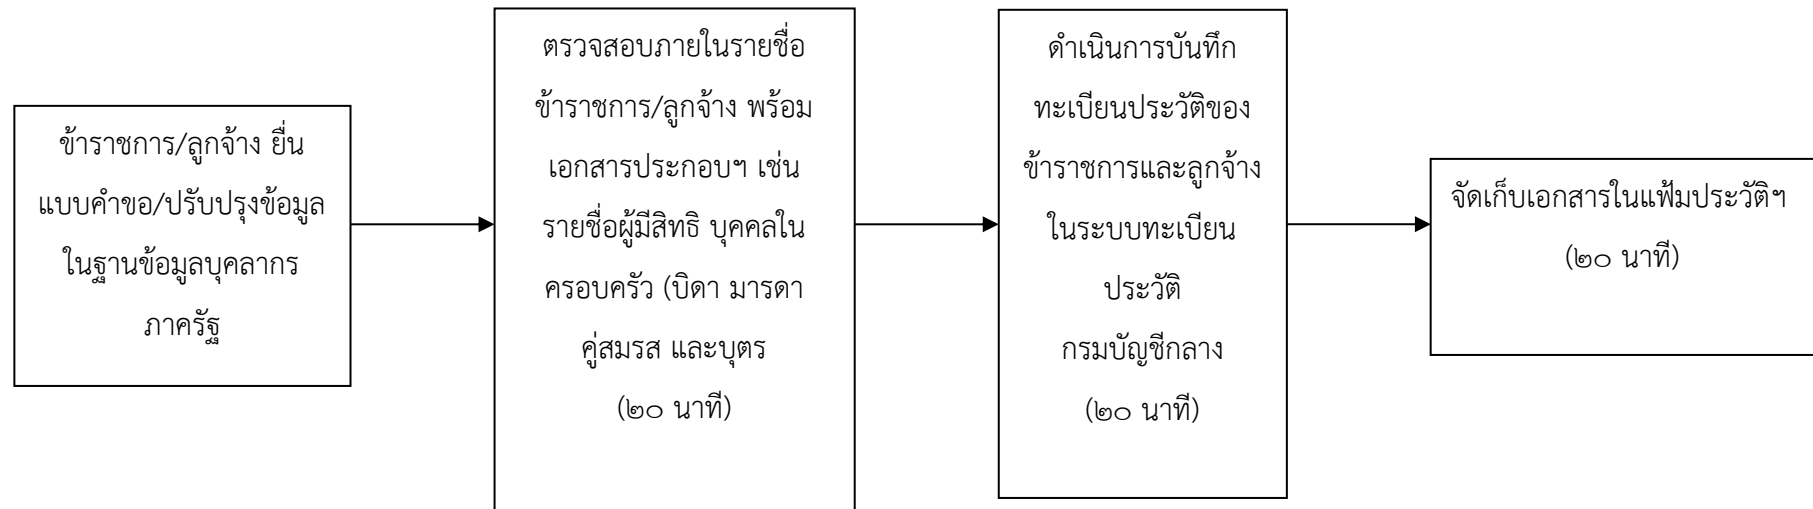 ข้าราชการ/ลูกจ้าง ยื่น
แบบคำขอ/ปรับปรุงข้อมูล
ในฐานข้อมูลบุคลากร
ภาครัฐ
ตรวจสอบภายในรายชื่อ
ข้าราชการ/ลูกจ้าง พร้อม
เอกสารประกอบฯ เช่น
รายชื่อผู้มีสิทธิ บุคคลใน
ครอบครัว (บิดา มารดา
คู่สมรส และบุตร
(๒๐ นาที)
ดำเนินการบันทึก
ทะเบียนประวัติของ
ข้าราชการและลูกจ้าง
ในระบบทะเบียน
ประวัติ
กรมบัญชีกลาง
(๒๐ นาที)
จัดเก็บเอกสารในแฟ้มประวัติฯ
(๒๐ นาที)